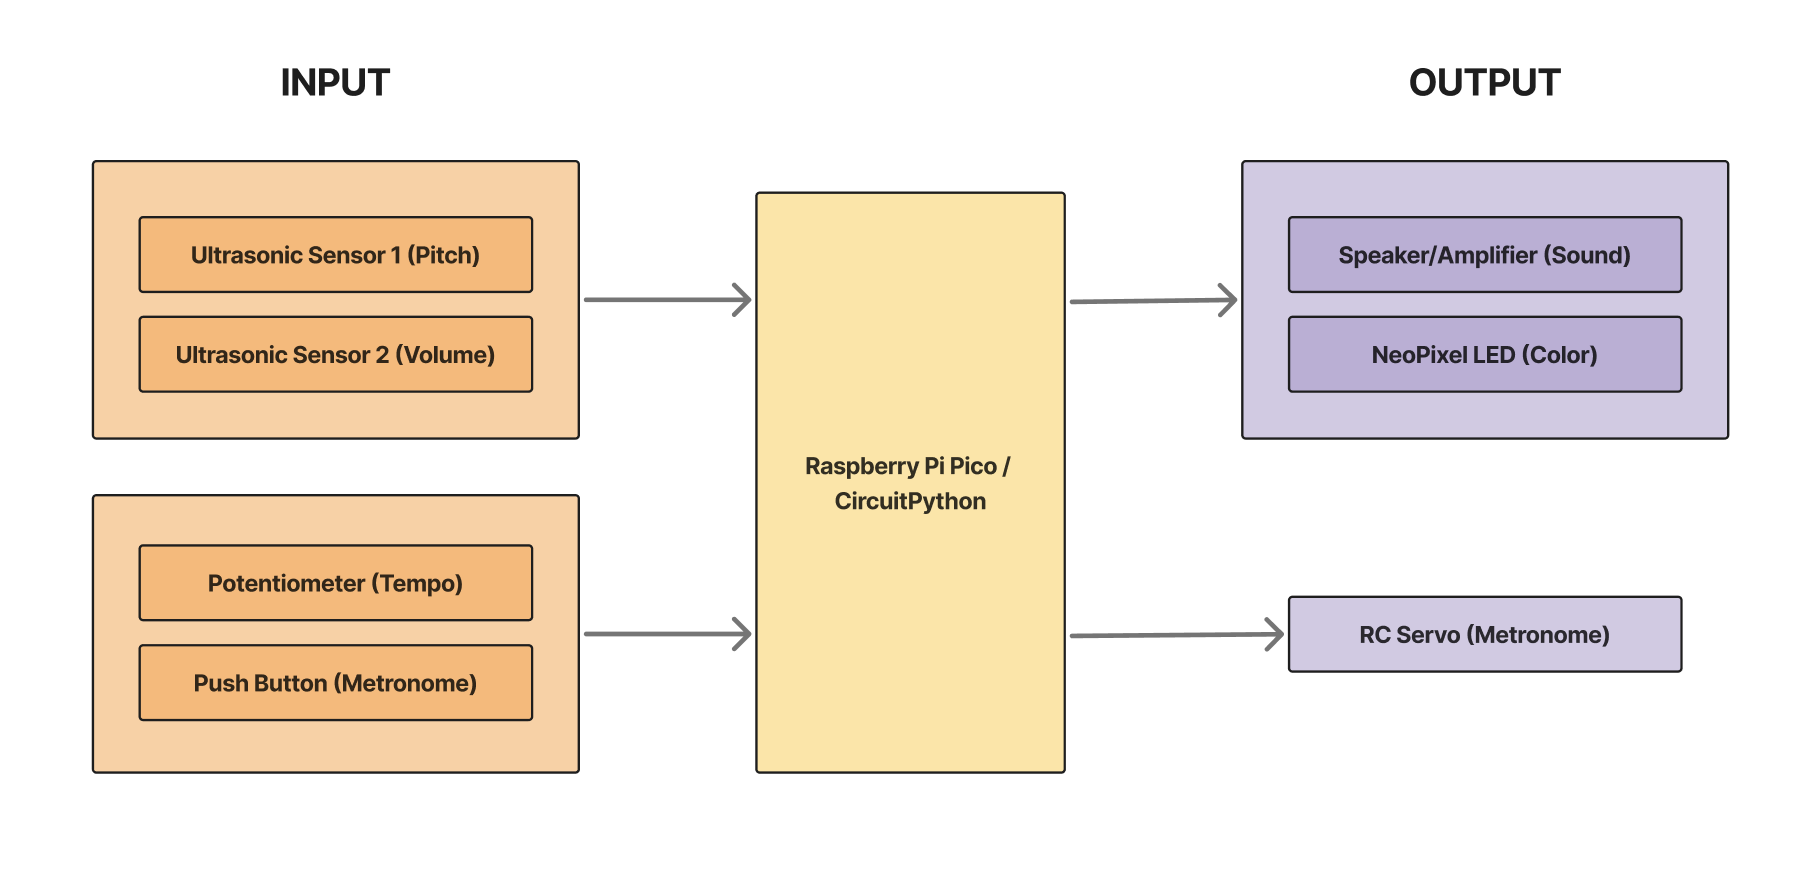 INPUT
OUTPUT
Ultrasonic Sensor 1 (Pitch)
Ultrasonic Sensor 2 (Volume)
Potentiometer (Tempo)
Push Button (Metronome)
Raspberry Pi Pico /
CircuitPython
Speaker/Amplifier (Sound)
NeoPixel LED (Color)
RC Servo (Metronome)